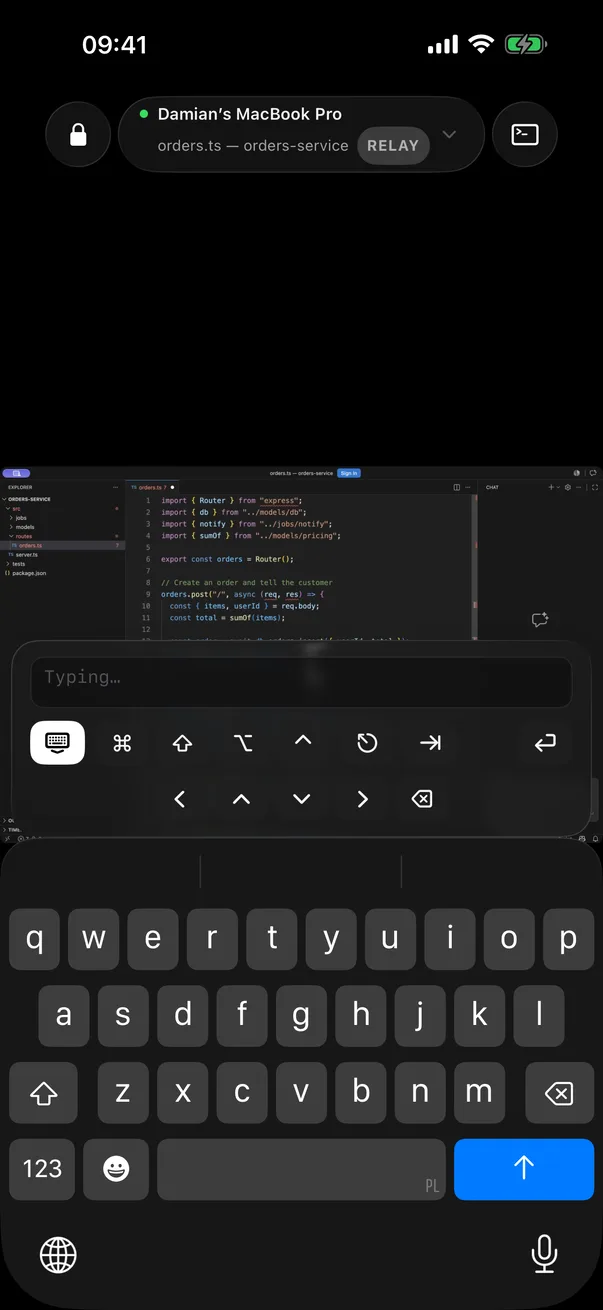 09:41
Damian's MacBook Pro
orders.ts — orders-service RELAY
orders.ts — orders-service Sign In
EXPLORER
ORDERS-SERVICE
src
jobs
models
routes
orders.ts 7
server.ts
tests
package.json
TS orders.ts 7
1 import { Router } from "express";
2 import { db } from "../models/db";
3 import { notify } from "../jobs/notify";
4 import { sumOf } from "../models/pricing";
5
6 export const orders = Router();
7
8 // Create an order and tell the customer
9 orders.post("/", async (req, res) => {
10 const { items, userId } = req.body;
11 const total = sumOf(items);
12
CHAT
Typing…
q w e r t y u i o p
a s d f g h j k l
z x c v b n m
123
PL